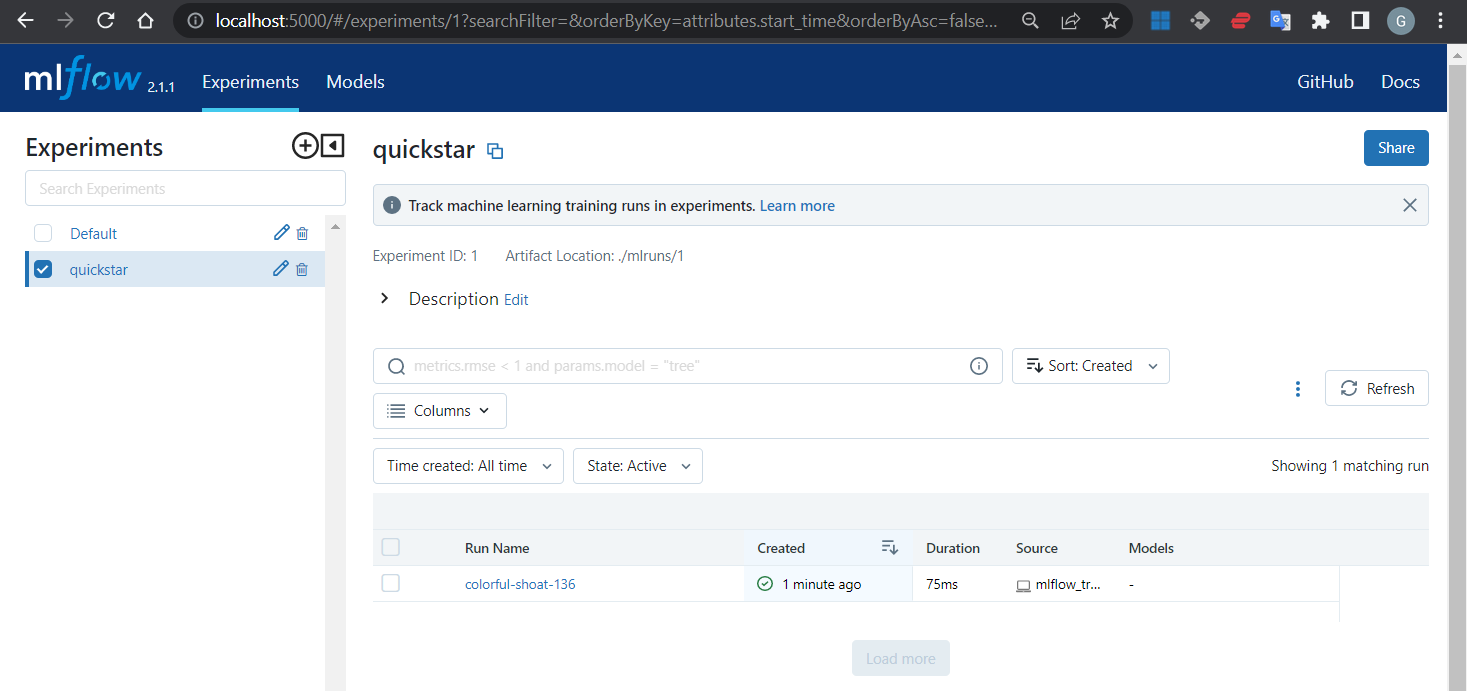 localhost:5000/#/experiments/1?searchFilter=&orderByKey=attributes.start_time&orderByAsc=false...
G
mlflow 2.1.1 Experiments Models GitHub Docs
Experiments
Search Experiments
Default
quickstar
quickstar
Share
Track machine learning training runs in experiments. Learn more
Experiment ID: 1 Artifact Location: ./mlruns/1
Description Edit
metrics.rmse < 1 and params.model = "tree"
Sort: Created
Refresh
Columns
Time created: All time State: Active Showing 1 matching run
Run Name Created Duration Source Models
colorful-shoat-136 1 minute ago 75ms mlflow_tr... -
Load more